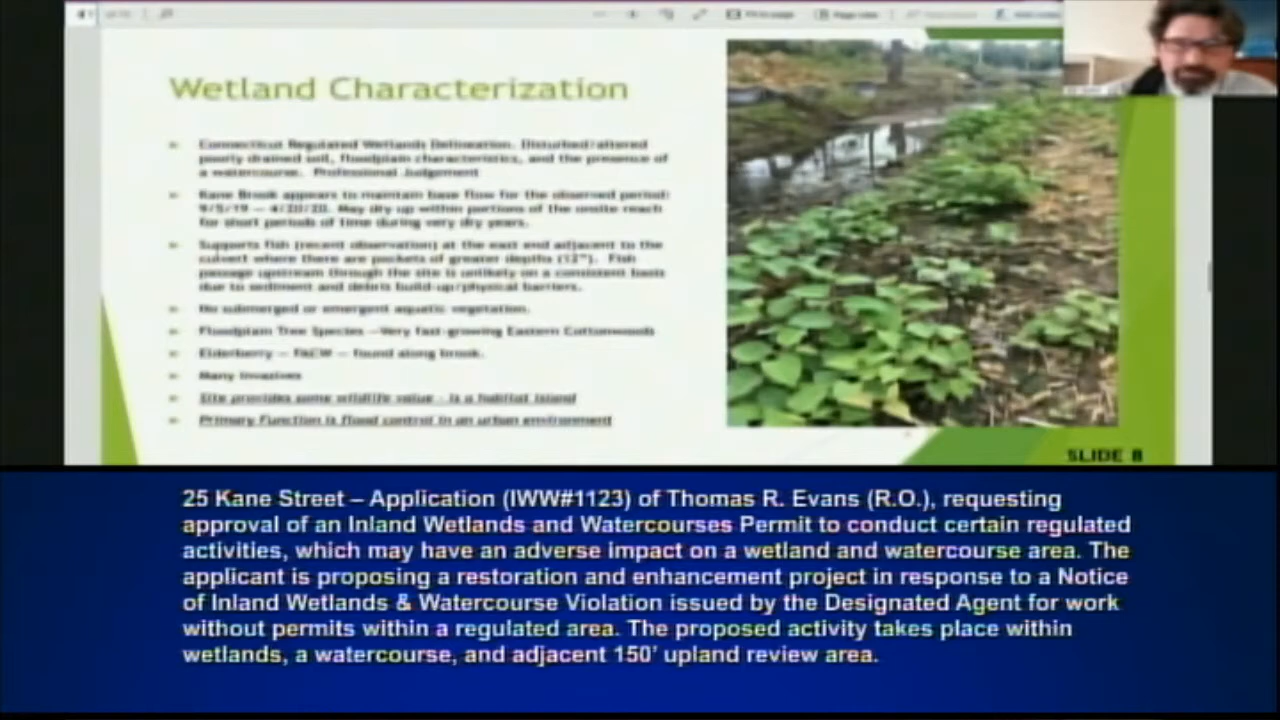 Wetland Characterization
Connecticut Regulated Wetlands Delineation. Disturbed/altered
poorly drained soil, floodplain characteristics, and the presence of
a watercourse. Professional Judgement
Kane Brook appears to maintain base flow for the observed period:
9/5/19 – 4/20/20. May dry up within portions of the onsite reach
for short periods of time during very dry years.
Supports fish (recent observation) at the east end adjacent to the
culvert where there are pockets of greater depths (12"). Fish
passage upstream through the site is unlikely on a consistent basis
due to sediment and debris build-up/physical barriers.
No submerged or emergent aquatic vegetation.
Floodplain Tree Species –Very fast-growing Eastern Cottonwoods
Elderberry – FACW – found along brook.
Many Invasives
Site provides some wildlife value - is a habitat island
Primary Function is flood control in an urban environment
SLIDE 8
25 Kane Street – Application (IWW#1123) of Thomas R. Evans (R.O.), requesting
approval of an Inland Wetlands and Watercourses Permit to conduct certain regulated
activities, which may have an adverse impact on a wetland and watercourse area. The
applicant is proposing a restoration and enhancement project in response to a Notice
of Inland Wetlands & Watercourse Violation issued by the Designated Agent for work
without permits within a regulated area. The proposed activity takes place within
wetlands, a watercourse, and adjacent 150’ upland review area.